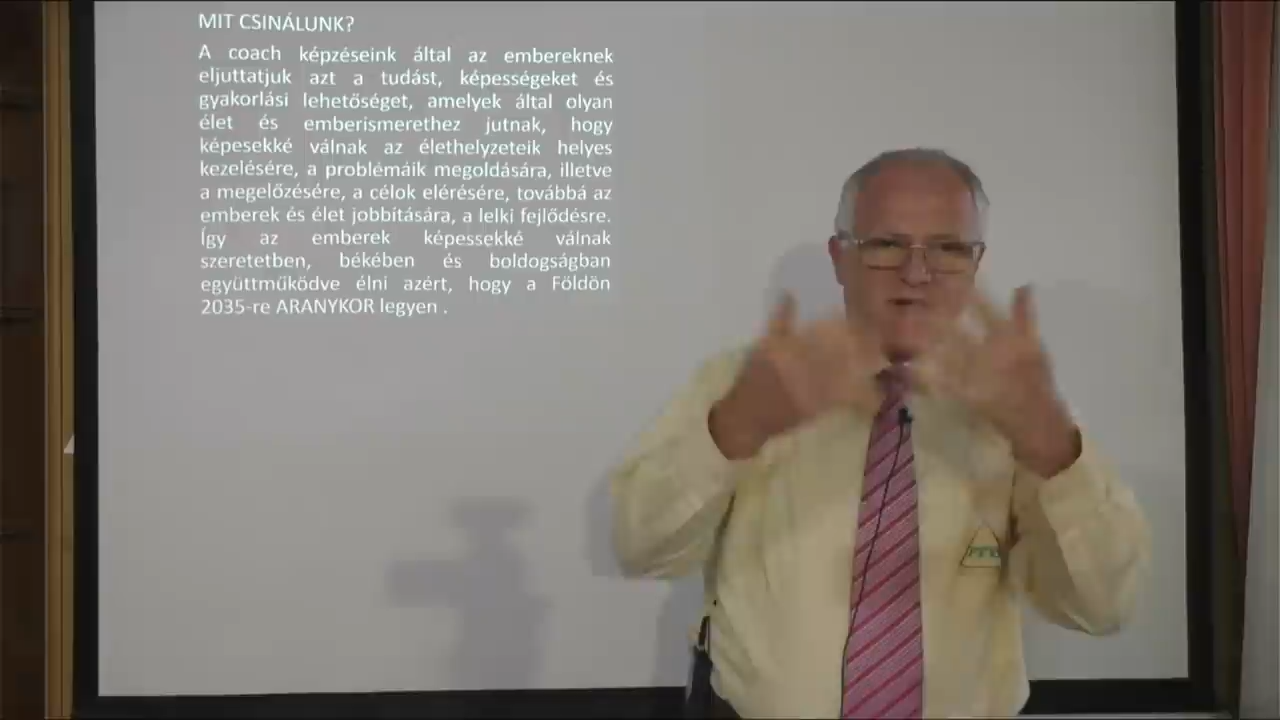 MIT CSINÁLUNK?
A coach képzéseink által az embereknek
eljuttatjuk azt a tudást, képességeket és
gyakorlási lehetőséget, amelyek által olyan
élet és emberismerethez jutnak, hogy
képesekké válnak az élethelyzeteik helyes
kezelésére, a problémáik megoldására, illetve
a megelőzésére, a célok elérésére, továbbá az
emberek és élet jobbítására, a lelki fejlődésre.
Így az emberek képessekké válnak
szeretetben, békében és boldogságban
együttműködve élni azért, hogy a Földön
2035-re ARANYKOR legyen .